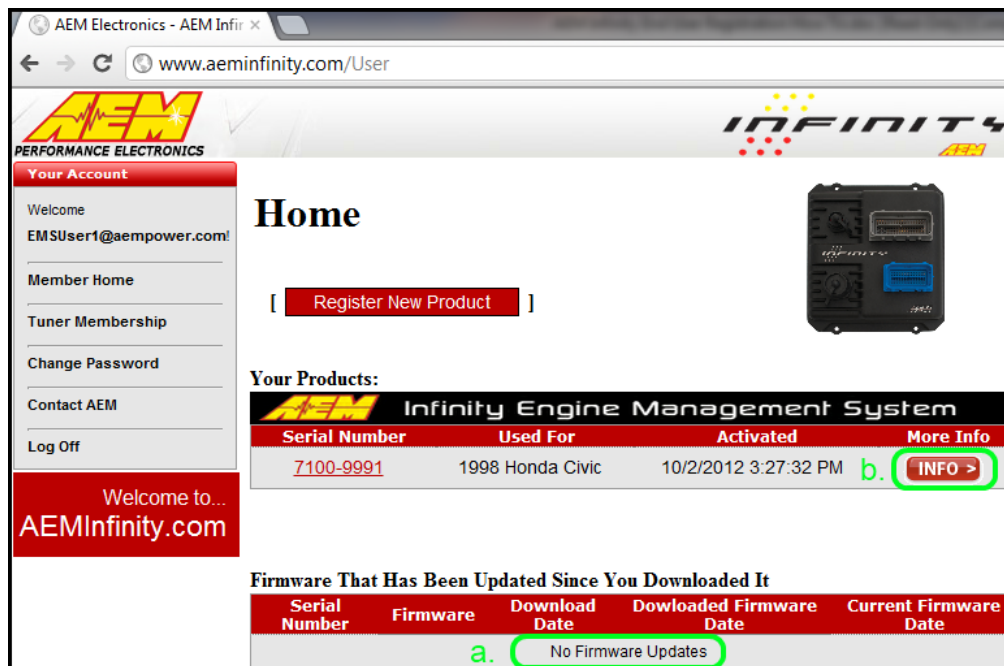 AEM Electronics - AEM Infir ×
www.aeminfinity.com/User
AEM
PERFORMANCE ELECTRONICS
INFINITY
AEM
Your Account
Welcome
EMSUser1@aempower.com!
Member Home
Tuner Membership
Change Password
Contact AEM
Log Off
Welcome to...
AEMInfinity.com
Home
[ Register New Product ]
INFINITY
Your Products:
AEM Infinity Engine Management System
Serial Number Used For Activated More Info
7100-9991 1998 Honda Civic 10/2/2012 3:27:32 PM b. INFO >
Firmware That Has Been Updated Since You Downloaded It
Serial Number Firmware Download Date Dowloaded Firmware Date Current Firmware Date
a. No Firmware Updates